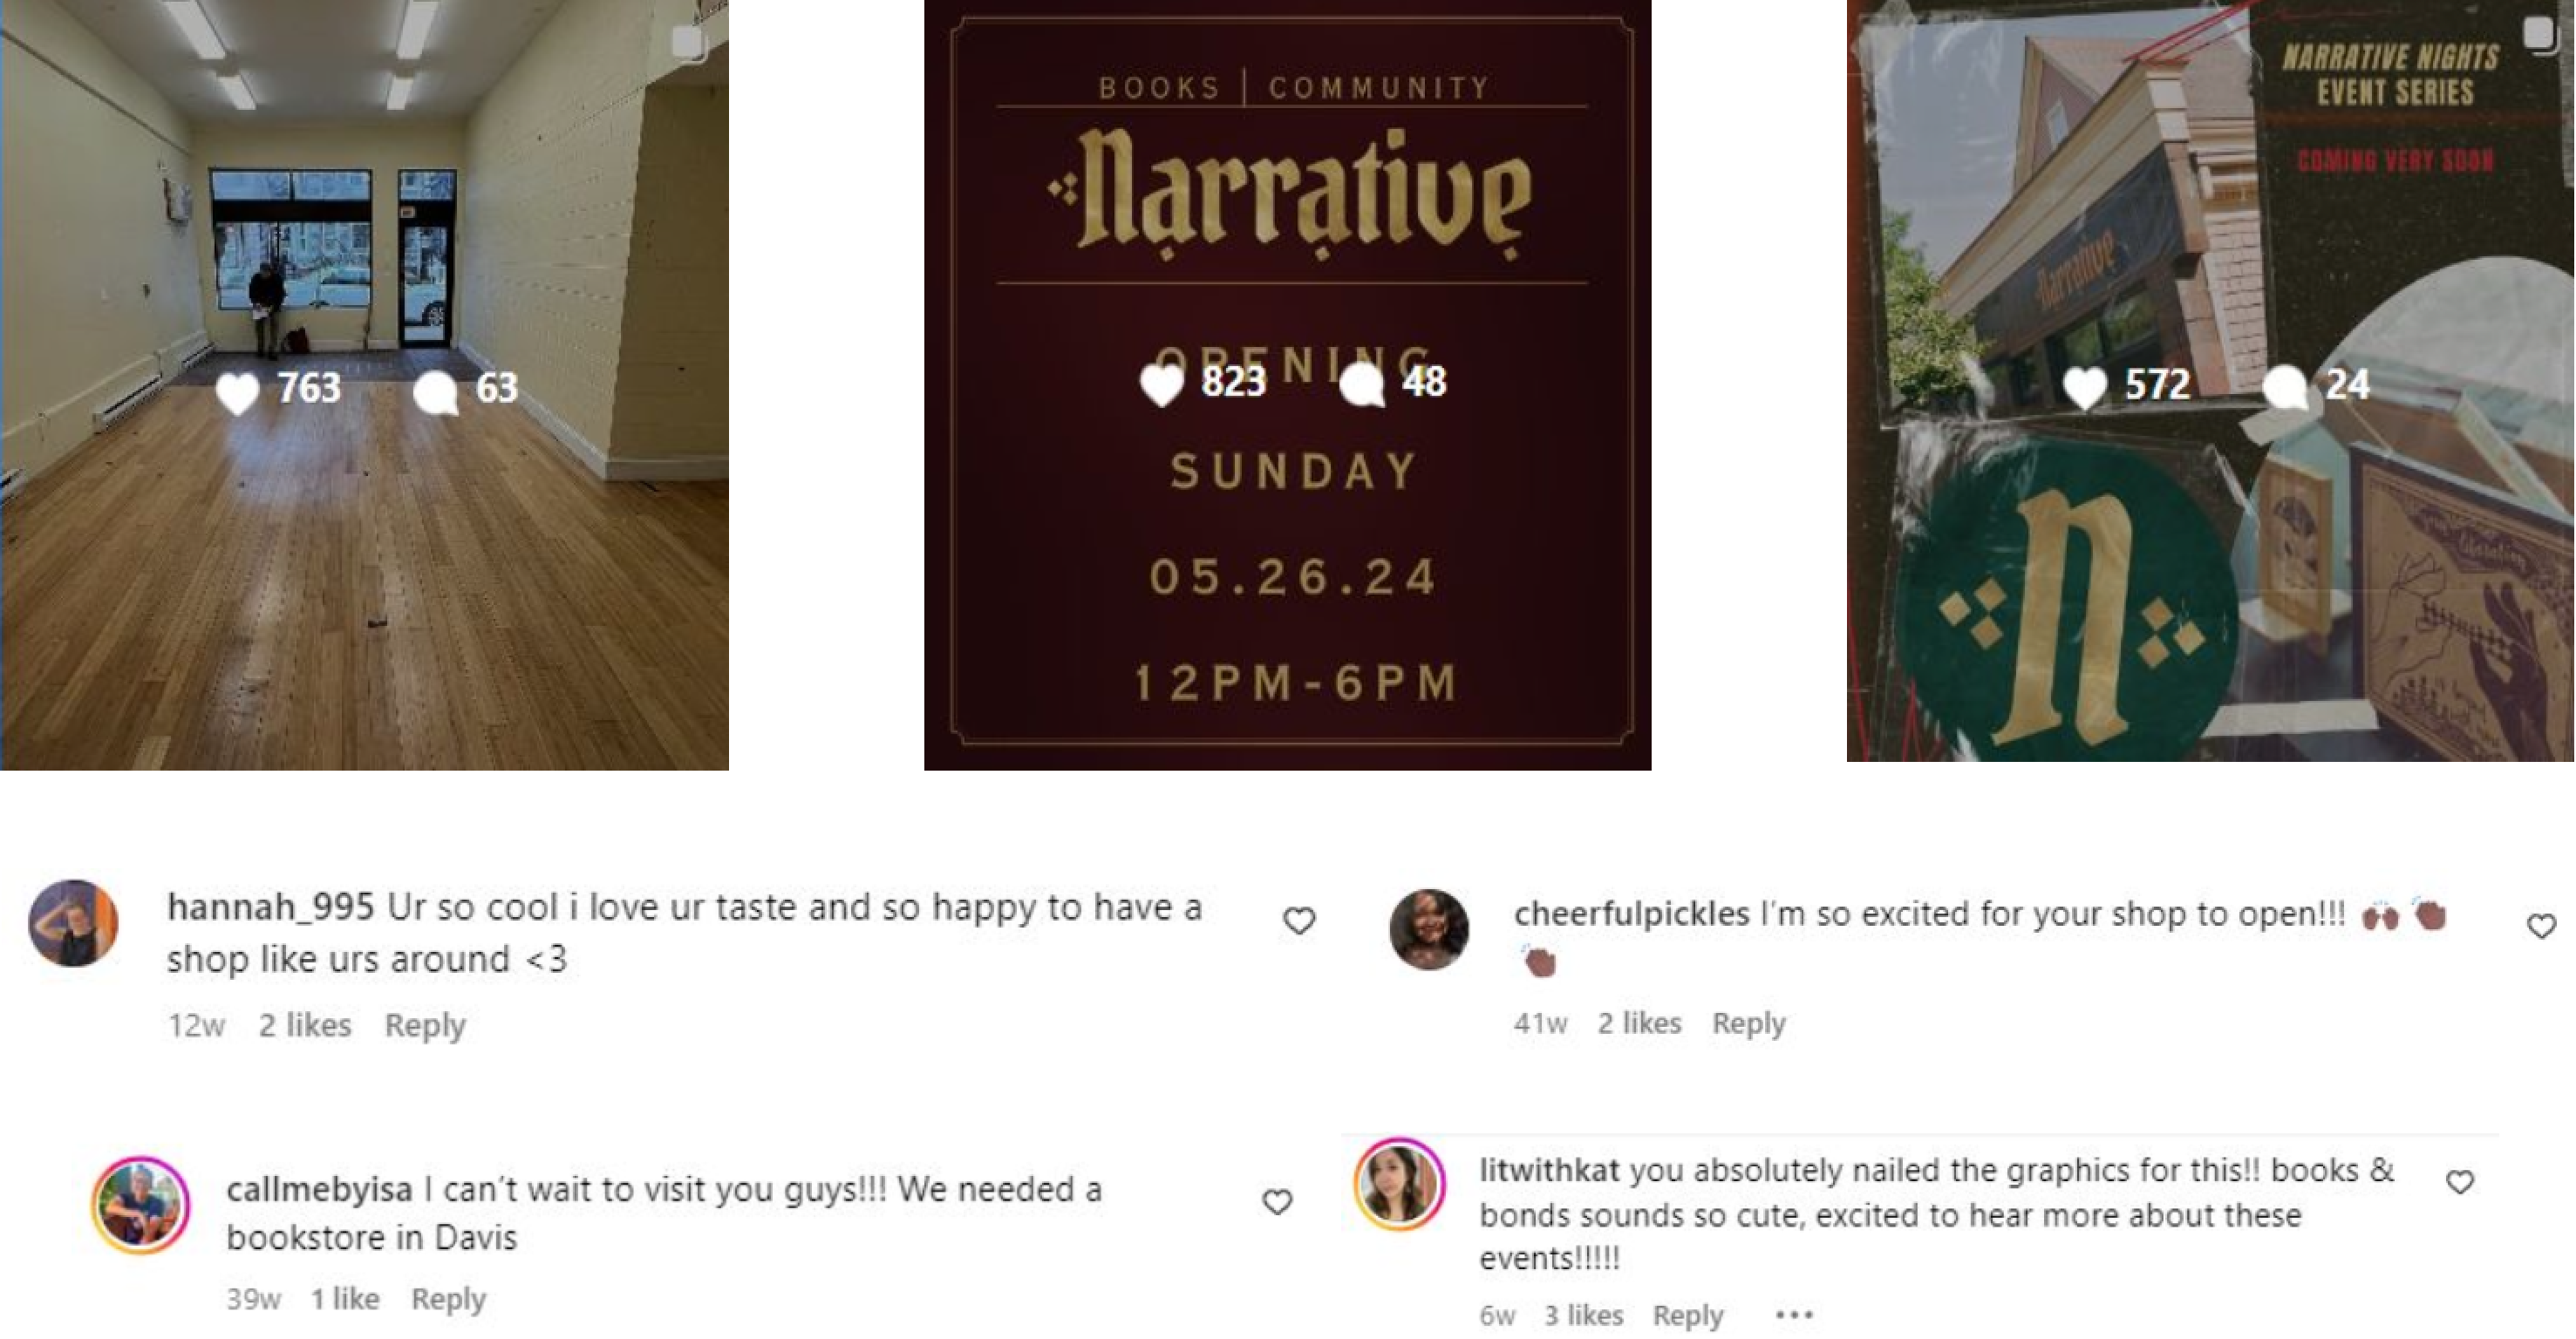 763 63
BOOKS | COMMUNITY
Narrative
OPENING
823 48
SUNDAY
05.26.24
12PM-6PM
NARRATIVE NIGHTS
EVENT SERIES
COMING VERY SOON
Narrative
572 24
liberation
n
hannah_995 Ur so cool i love ur taste and so happy to have a
shop like urs around <3
12w 2 likes Reply
cheerfulpickles I'm so excited for your shop to open!!! 🙌🏾 👏🏾
👏🏾
41w 2 likes Reply
callmebyisa I can't wait to visit you guys!!! We needed a
bookstore in Davis
39w 1 like Reply
litwithkat you absolutely nailed the graphics for this!! books &
bonds sounds so cute, excited to hear more about these
events!!!!!
6w 3 likes Reply •••